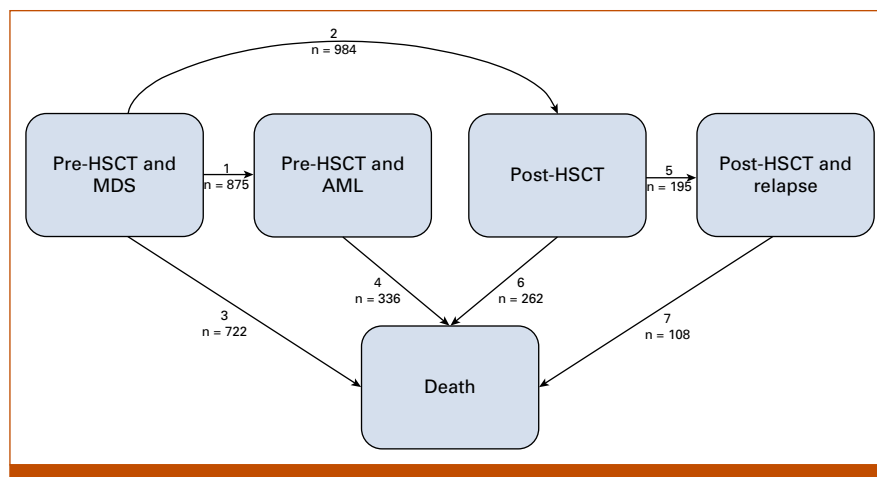 2
n = 984
Pre-HSCT and
MDS
1
n = 875
Pre-HSCT and
AML
Post-HSCT
5
n = 195
Post-HSCT and
relapse
3
n = 722
4
n = 336
6
n = 262
7
n = 108
Death